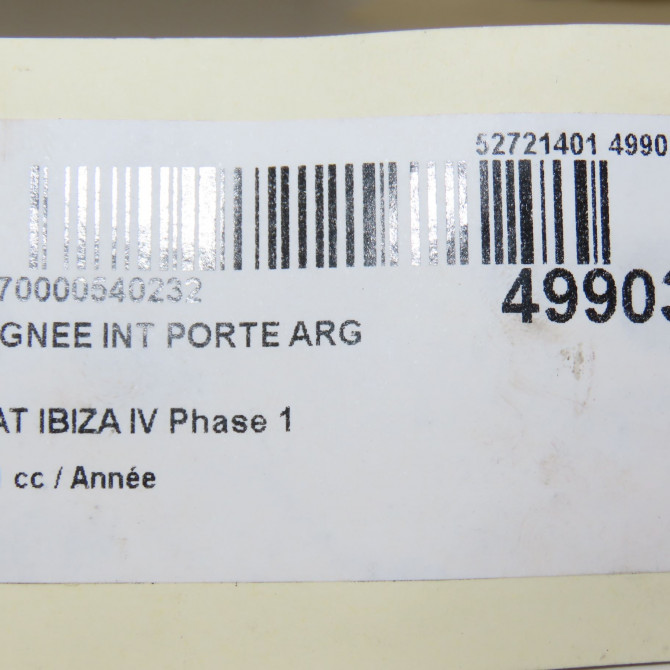 52721401 4990
70000540232
49903
GNEE INT PORTE ARG
AT IBIZA IV Phase 1
cc / Année